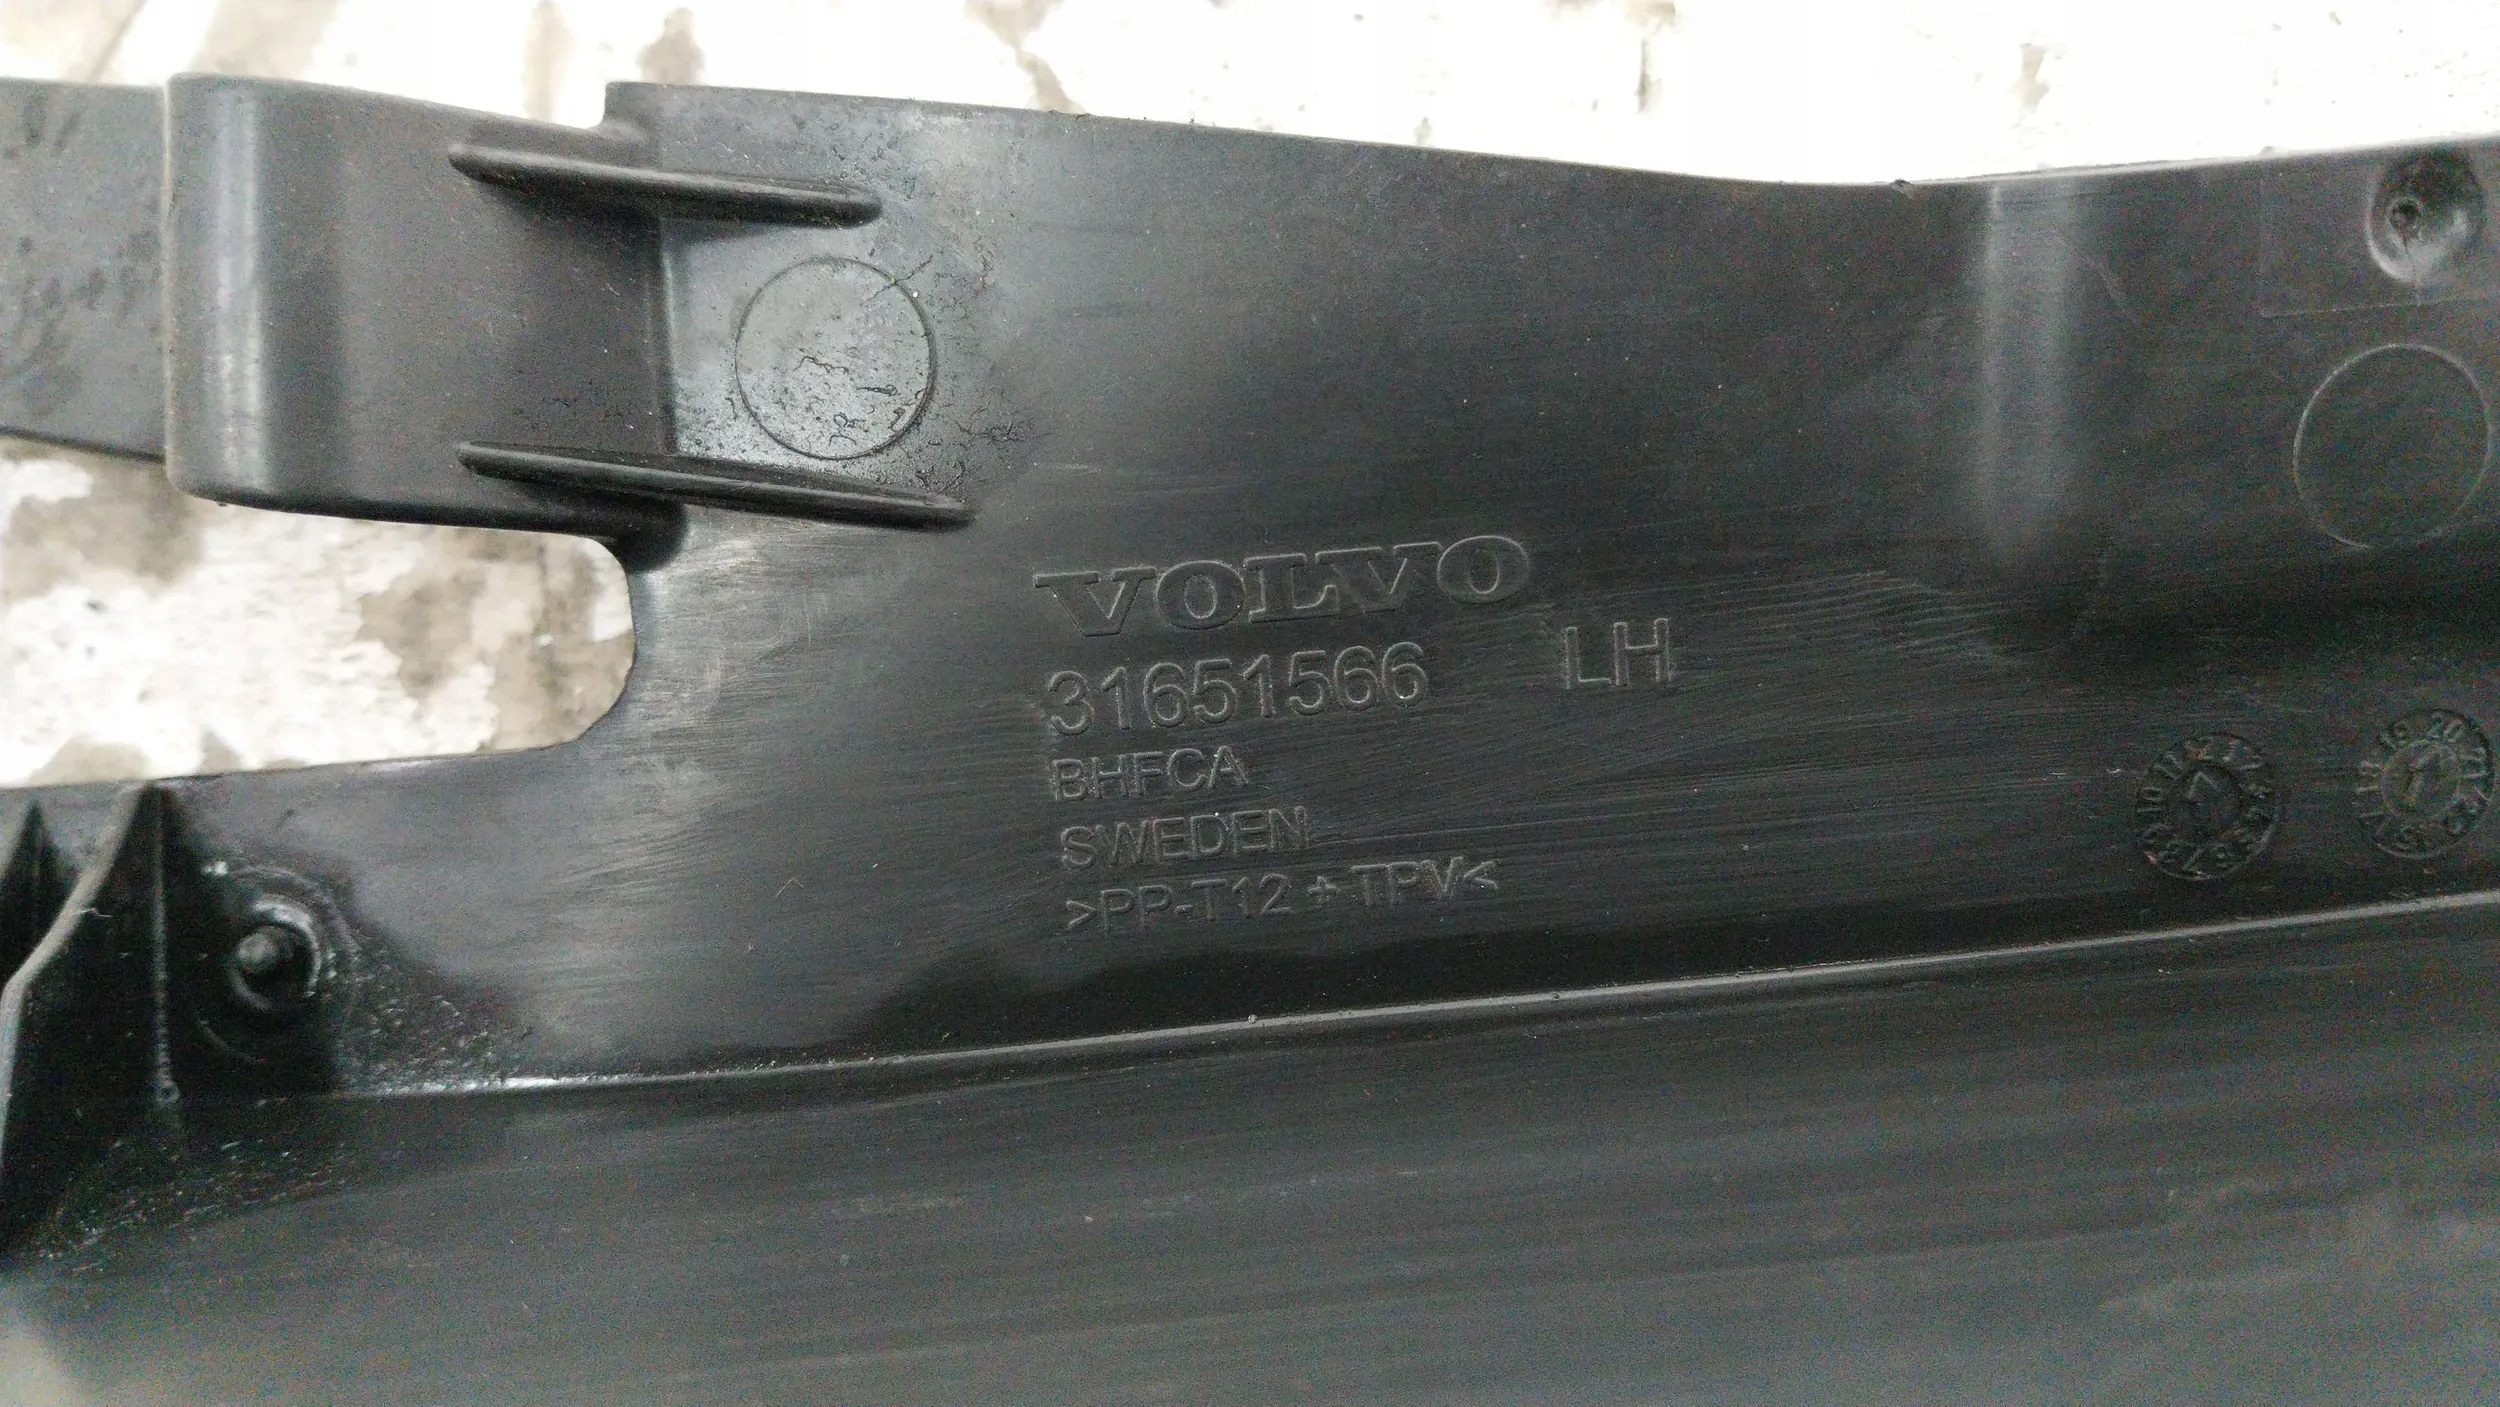 VOLVO
31651566 LH
BHFCA
SWEDEN
>PP-T12 + TPV<